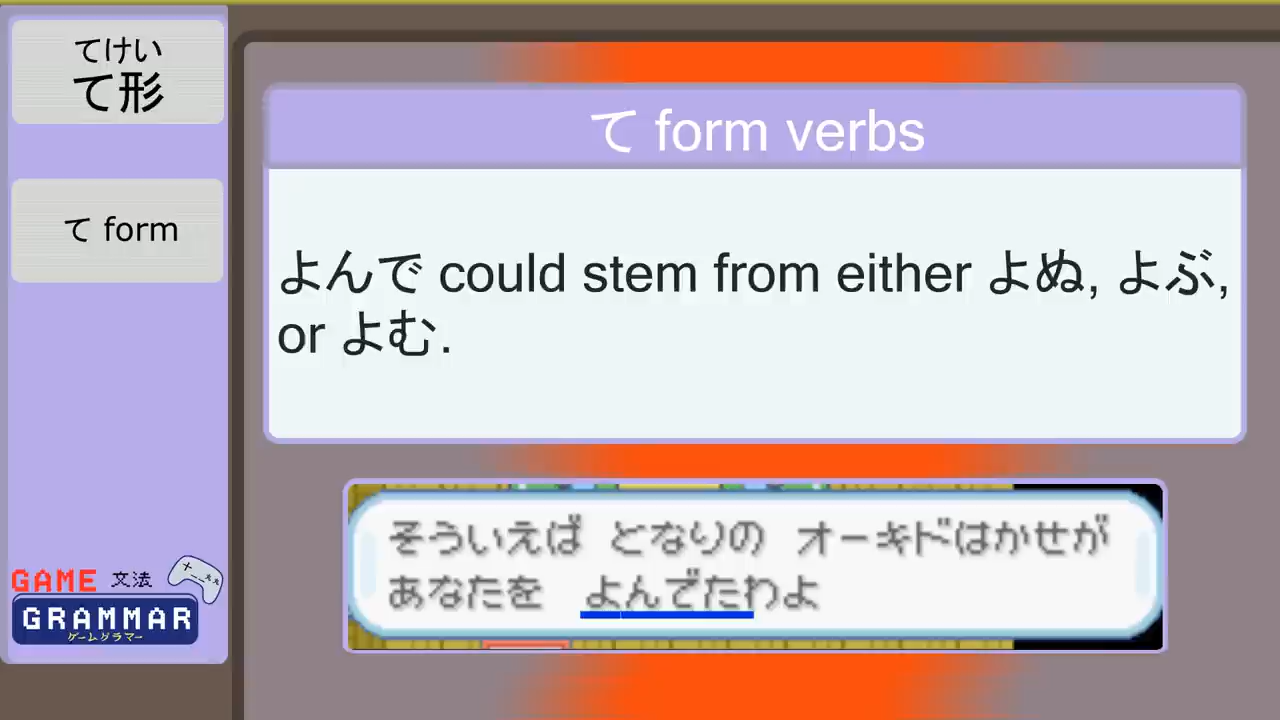 てけい
て形
て form
て form verbs
よんで could stem from either よぬ, よぶ,
or よむ.
そういえば となりの オーキドはかせが
あなたを よんでたわよ
GAME 文法
GRAMMAR
ゲームグラマー